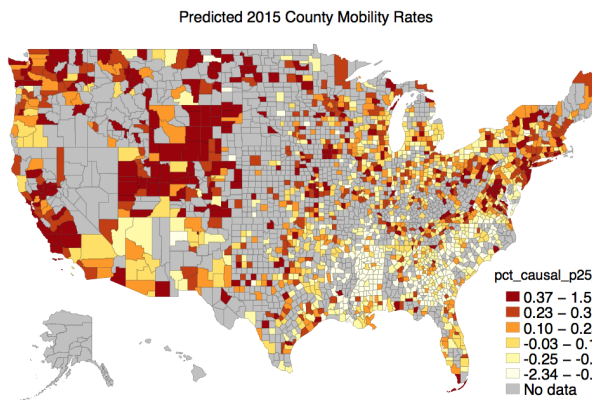 Predicted 2015 County Mobility Rates
pct_causal_p25
0.37 – 1.5
0.23 – 0.3
0.10 – 0.2
-0.03 – 0.1
-0.25 – -0.
-2.34 – -0.
No data